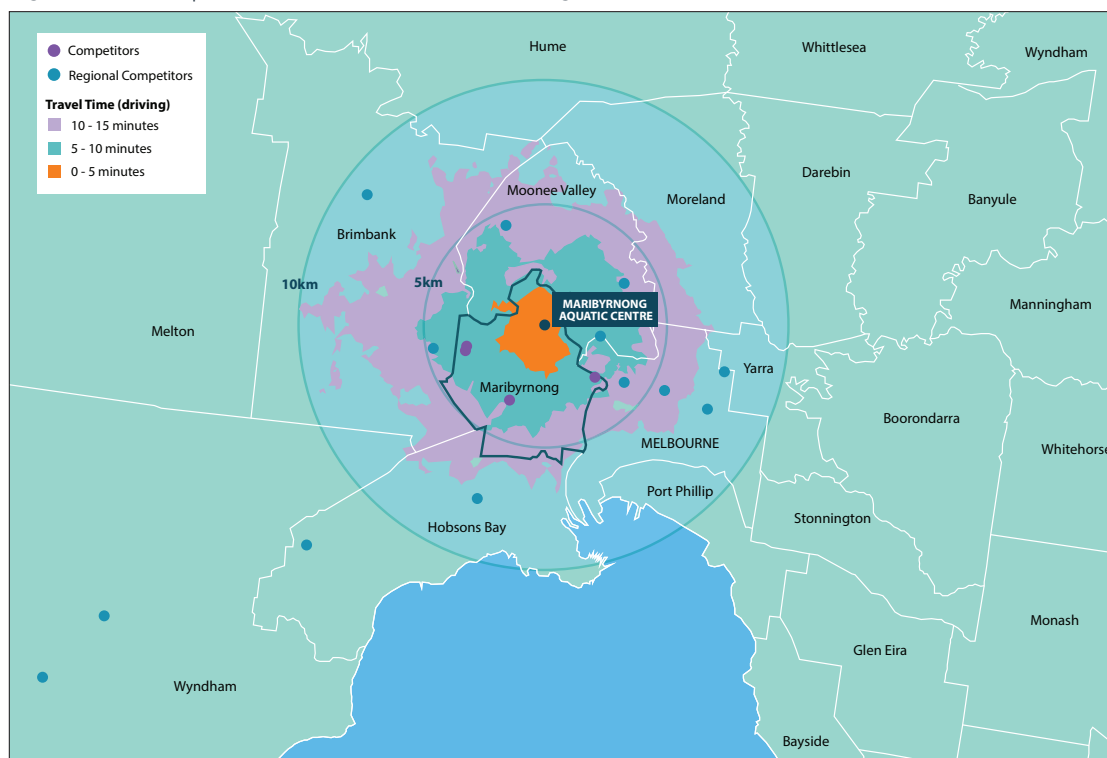 Competitors
Regional Competitors
Travel Time (driving)
10 - 15 minutes
5 - 10 minutes
0 - 5 minutes
Hume
Whittlesea
Wyndham
Darebin
Moonee Valley
Moreland
Banyule
Brimbank
10km
5km
MARIBYRNONG
AQUATIC CENTRE
Manningham
Melton
Yarra
Maribyrnong
Boorondarra
MELBOURNE
Whitehorse
Port Phillip
Hobsons Bay
Stonnington
Monash
Glen Eira
Wyndham
Bayside